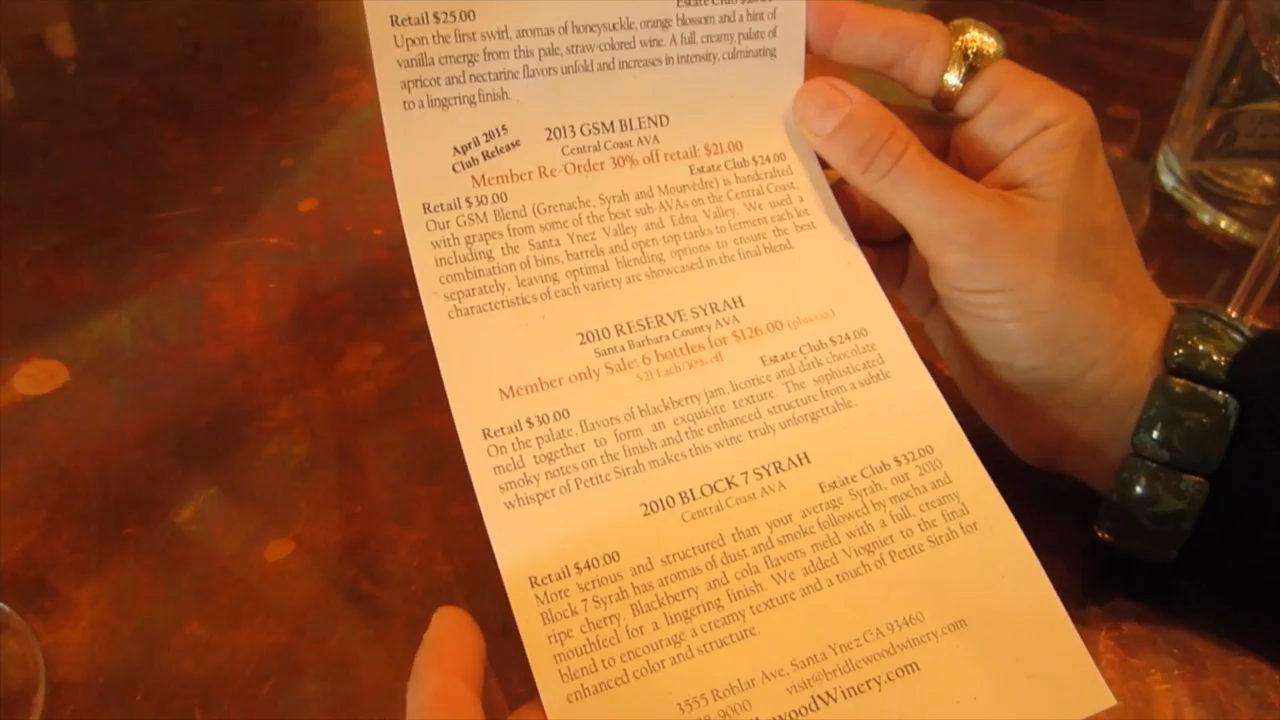 Retail $25.00
Upon the first swirl, aromas of honeysuckle, orange blossom and a hint of
vanilla emerge from this pale, straw-colored wine. A full, creamy palate of
apricot and nectarine flavors unfold and increases in intensity, culminating
to a lingering finish.
April 2015
Club Release
2013 GSM BLEND
Central Coast AVA
Member Re-Order 30% off retail: $21.00
Retail $30.00 Estate Club $24.00
Our GSM Blend (Grenache, Syrah and Mourvèdre) is handcrafted
with grapes from some of the best sub-AVAs on the Central Coast,
including the Santa Ynez Valley and Edna Valley. We used a
combination of bins, barrels and open top tanks to ferment each lot
separately, leaving optimal blending options to ensure the best
characteristics of each variety are showcased in the final blend.
2010 RESERVE SYRAH
Santa Barbara County AVA
Member only Sale: 6 bottles for $126.00 (plus tax)
$21 Each/30% off
Retail $30.00 Estate Club $24.00
On the palate, flavors of blackberry jam, licorice and dark chocolate
meld together to form an exquisite texture. The sophisticated
smoky notes on the finish and the enhanced structure from a subtle
whisper of Petite Sirah makes this wine truly unforgettable.
2010 BLOCK 7 SYRAH
Central Coast AVA
Retail $40.00 Estate Club $32.00
More serious and structured than your average Syrah, our 2010
Block 7 Syrah has aromas of dust and smoke followed by mocha and
ripe cherry. Blackberry and cola flavors meld with a full, creamy
mouthfeel for a lingering finish. We added Viognier to the final
blend to encourage a creamy texture and a touch of Petite Sirah for
enhanced color and structure.
3555 Roblar Ave, Santa Ynez CA 93460
-9000 visit@bridlewoodwinery.com
woodWinery.com